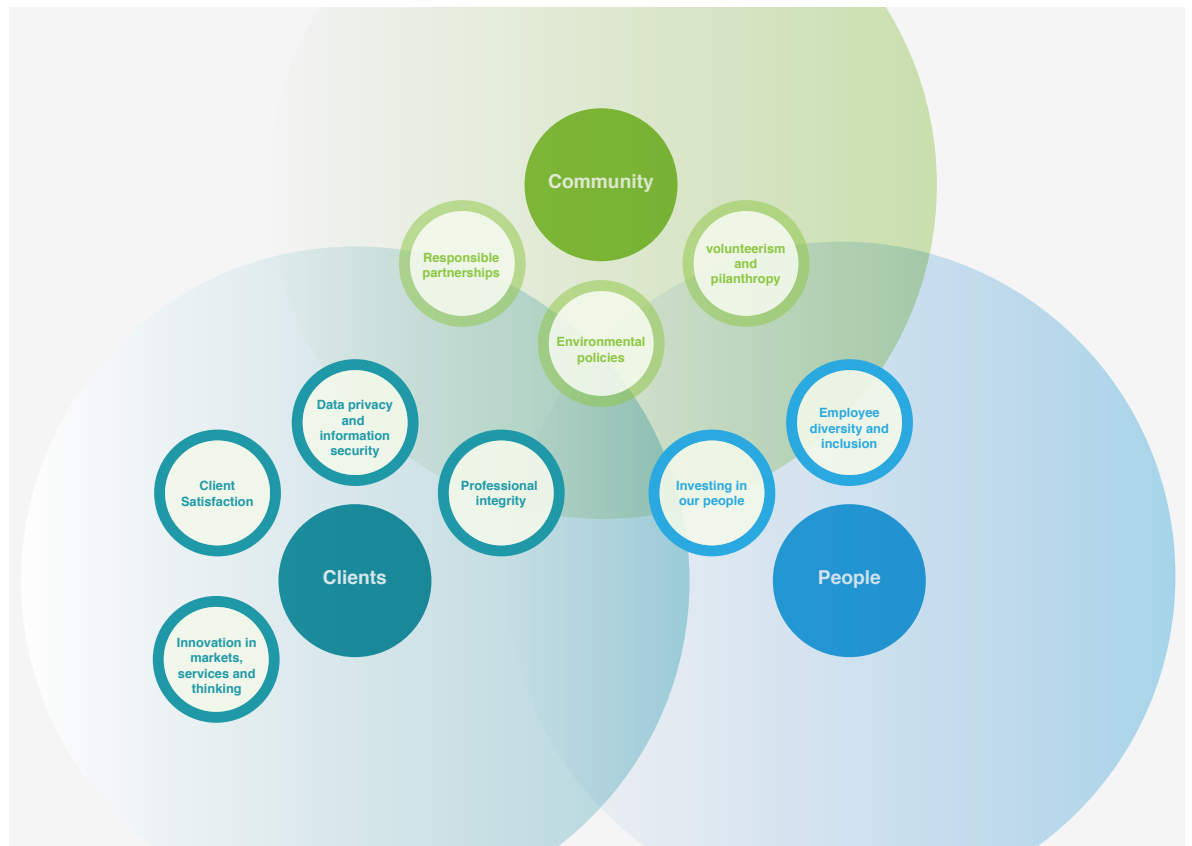 Community
Responsible
partnerships
volunteerism
and
pilanthropy
Environmental
policies
Data privacy
and
information
security
Employee
diversity and
inclusion
Client
Satisfaction
Professional
integrity
Investing in
our people
Clients
People
Innovation in
markets,
services and
thinking